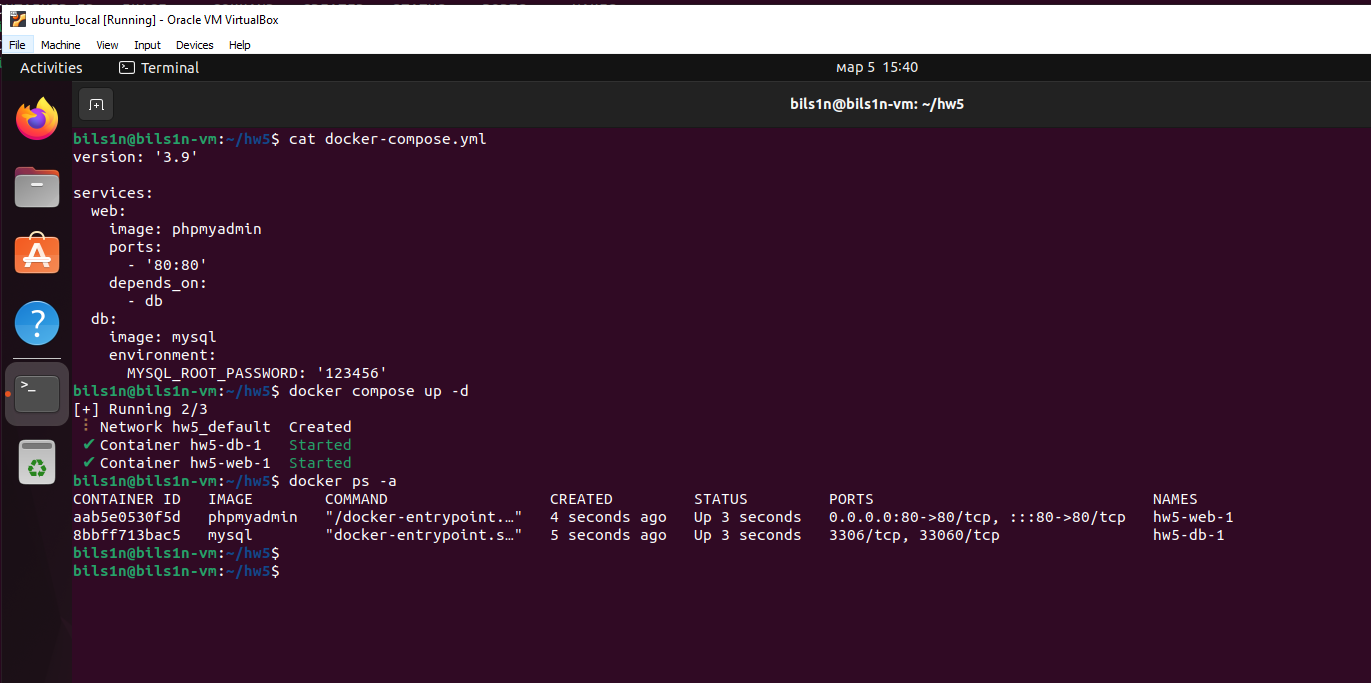 ubuntu_local [Running] - Oracle VM VirtualBox
File Machine View Input Devices Help
Activities Terminal мар 5 15:40
bils1n@bils1n-vm: ~/hw5
bils1n@bils1n-vm:~/hw5$ cat docker-compose.yml
version: '3.9'
services:
  web:
    image: phpmyadmin
    ports:
      - '80:80'
    depends_on:
      - db
  db:
    image: mysql
    environment:
      MYSQL_ROOT_PASSWORD: '123456'
bils1n@bils1n-vm:~/hw5$ docker compose up -d
[+] Running 2/3
 ⠸ Network hw5_default  Created
 ✔ Container hw5-db-1   Started
 ✔ Container hw5-web-1  Started
bils1n@bils1n-vm:~/hw5$ docker ps -a
CONTAINER ID   IMAGE        COMMAND                  CREATED         STATUS         PORTS                               NAMES
aab5e0530f5d   phpmyadmin   "/docker-entrypoint.…"   4 seconds ago   Up 3 seconds   0.0.0.0:80->80/tcp, :::80->80/tcp   hw5-web-1
8bbff713bac5   mysql        "docker-entrypoint.s…"   5 seconds ago   Up 3 seconds   3306/tcp, 33060/tcp                 hw5-db-1
bils1n@bils1n-vm:~/hw5$
bils1n@bils1n-vm:~/hw5$